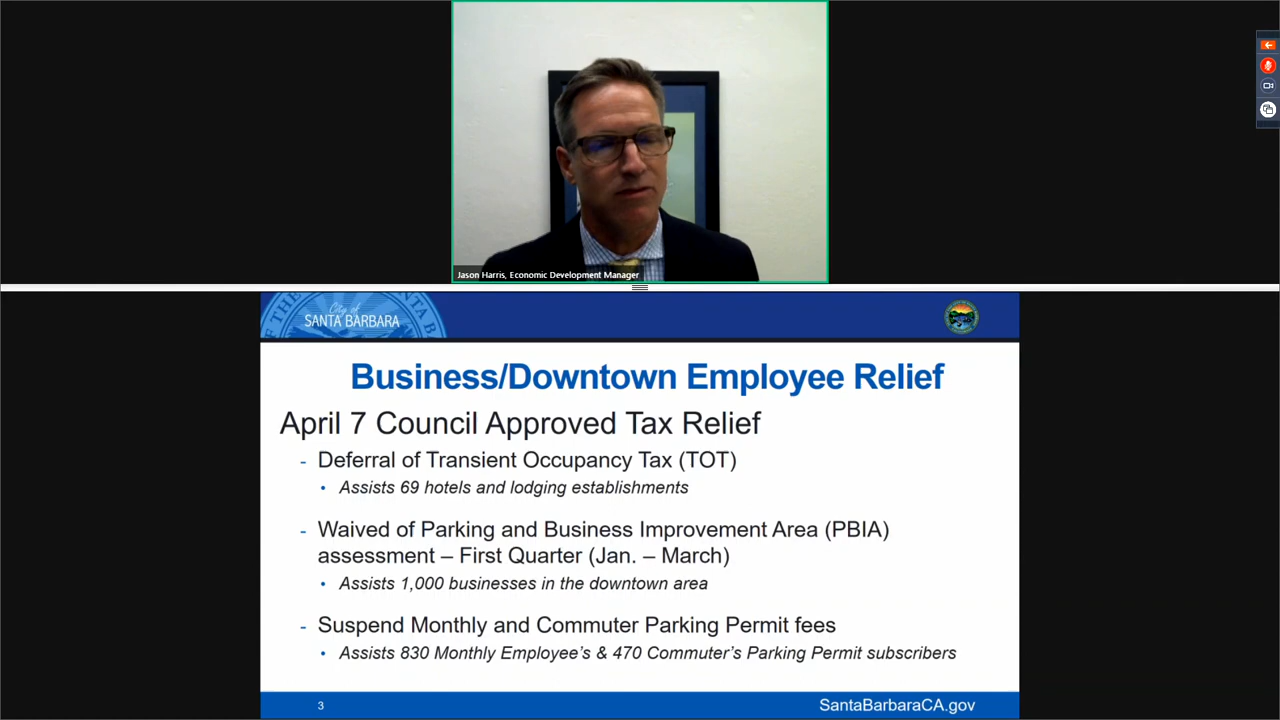 Jason Harris, Economic Development Manager
City of
SANTA BARBARA
Business/Downtown Employee Relief
April 7 Council Approved Tax Relief
- Deferral of Transient Occupancy Tax (TOT)
• Assists 69 hotels and lodging establishments
- Waived of Parking and Business Improvement Area (PBIA)
assessment – First Quarter (Jan. – March)
• Assists 1,000 businesses in the downtown area
- Suspend Monthly and Commuter Parking Permit fees
• Assists 830 Monthly Employee's & 470 Commuter's Parking Permit subscribers
3
SantaBarbaraCA.gov